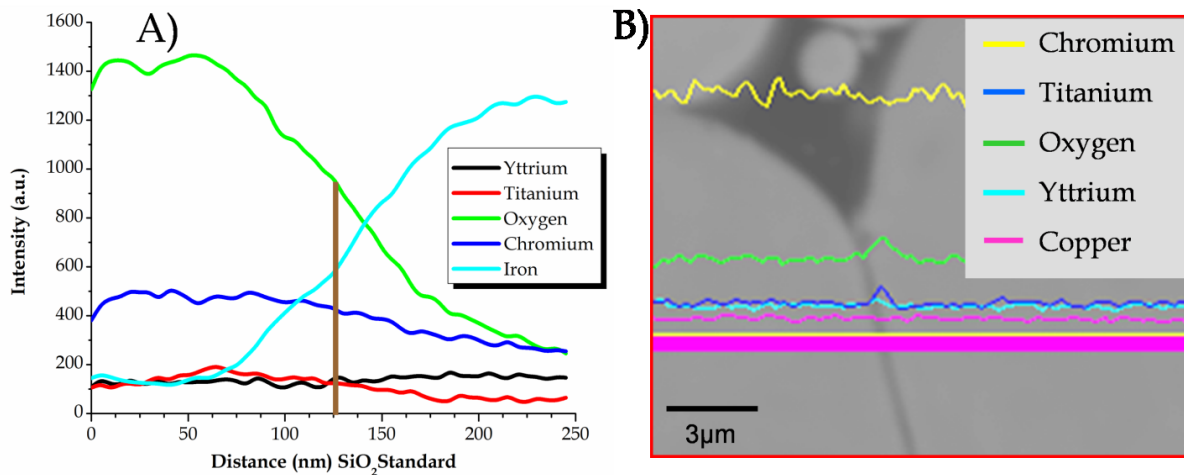 A)
1600
1400
1200
1000
800
600
400
200
0
Intensity (a.u.)
Yttrium
Titanium
Oxygen
Chromium
Iron
0 50 100 150 200 250
Distance (nm) SiO2Standard
B)
Chromium
Titanium
Oxygen
Yttrium
Copper
3µm